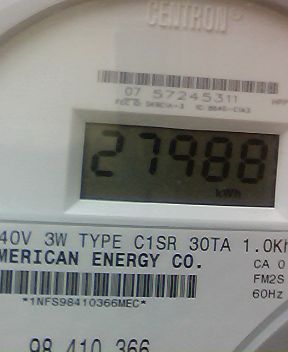 CENTRON®
07 57245311
27988
kWh
40V 3W TYPE C1SR 30TA 1.0Kh
MERICAN ENERGY CO.
CA 0
FM2S
60Hz
*1NFS98410366MEC*
98 410 366